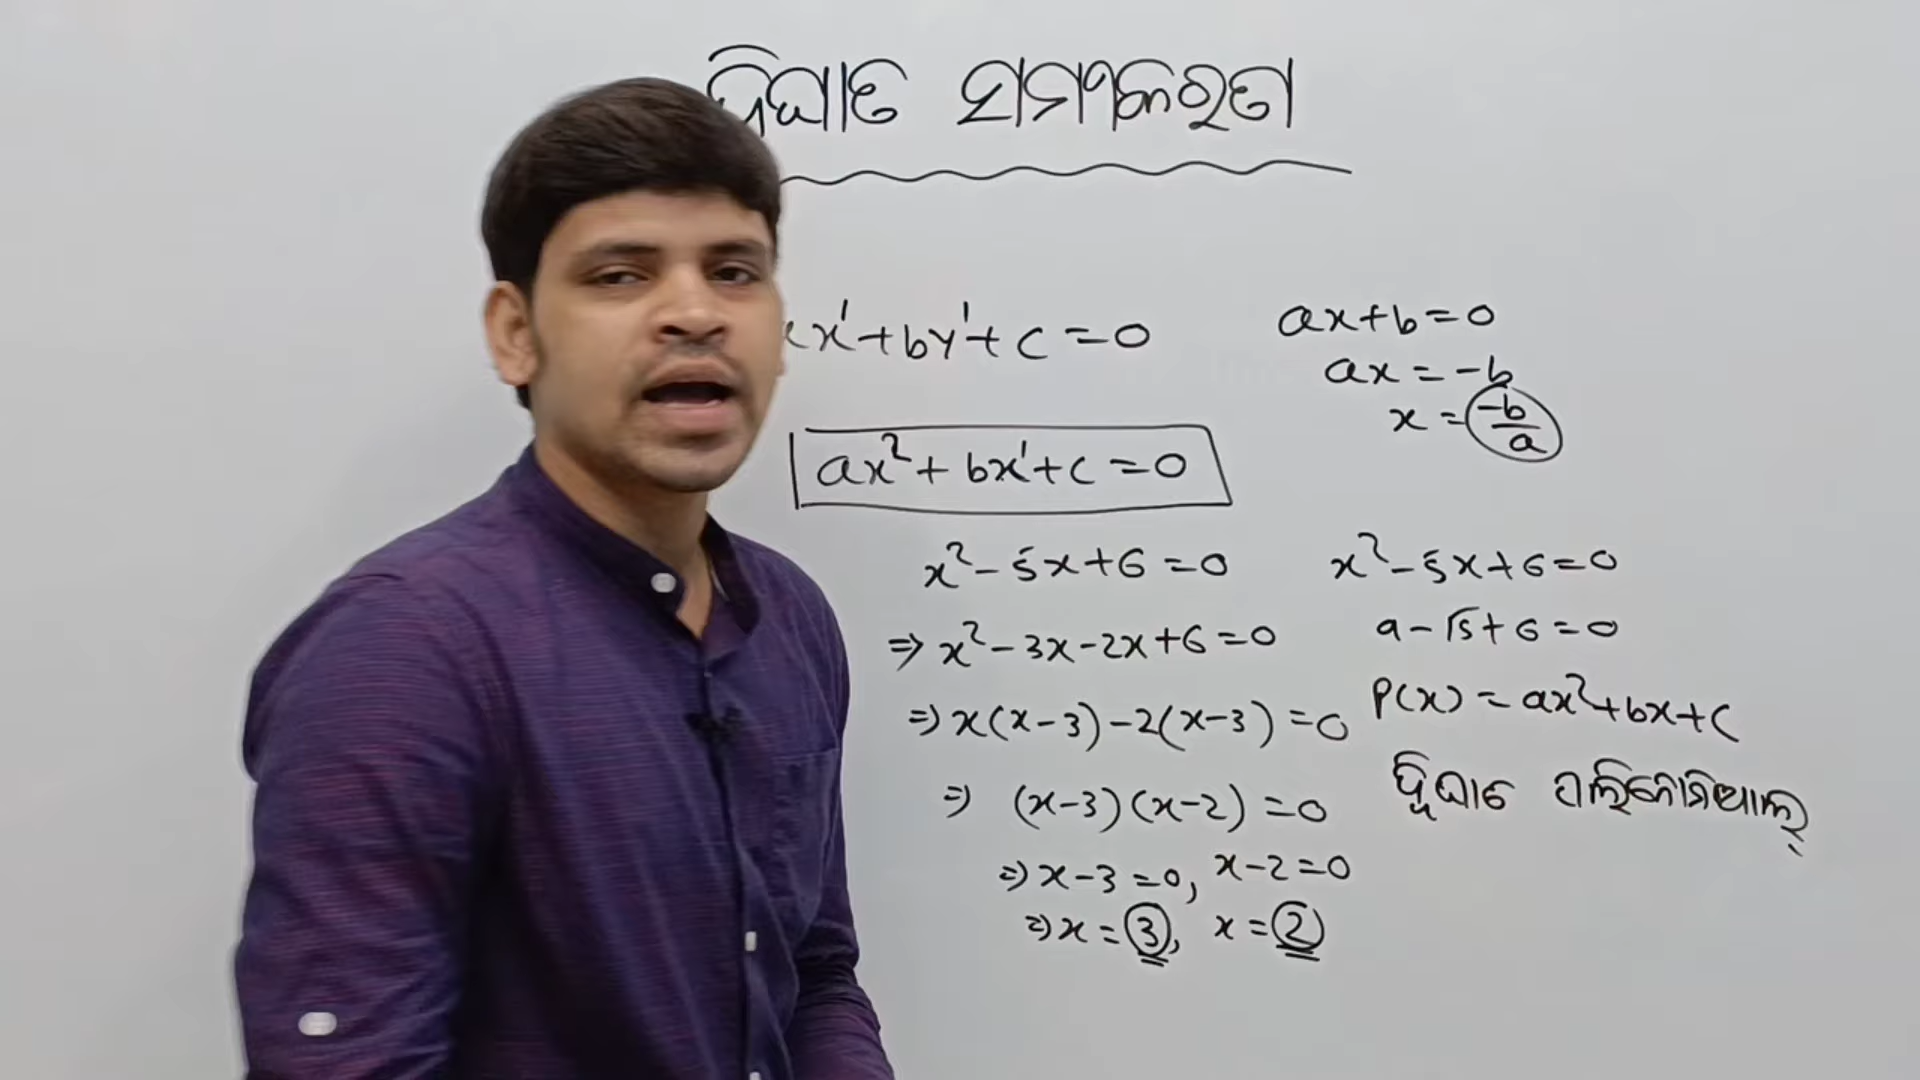 ଦ୍ଵିଘାତ ସମୀକରଣ
x¹+by¹+c=0
ax+b=0
ax=-b
x=-b/a
ax²+bx¹+c=0
x²-5x+6=0
⇒x²-3x-2x+6=0
⇒x(x-3)-2(x-3)=0
⇒(x-3)(x-2)=0
⇒x-3=0, x-2=0
⇒x=3, x=2
x²-5x+6=0
9-15+6=0
P(x)=ax²+bx+c
ଦ୍ଵିଘାତ ପଲିନୋମିଆଲ୍